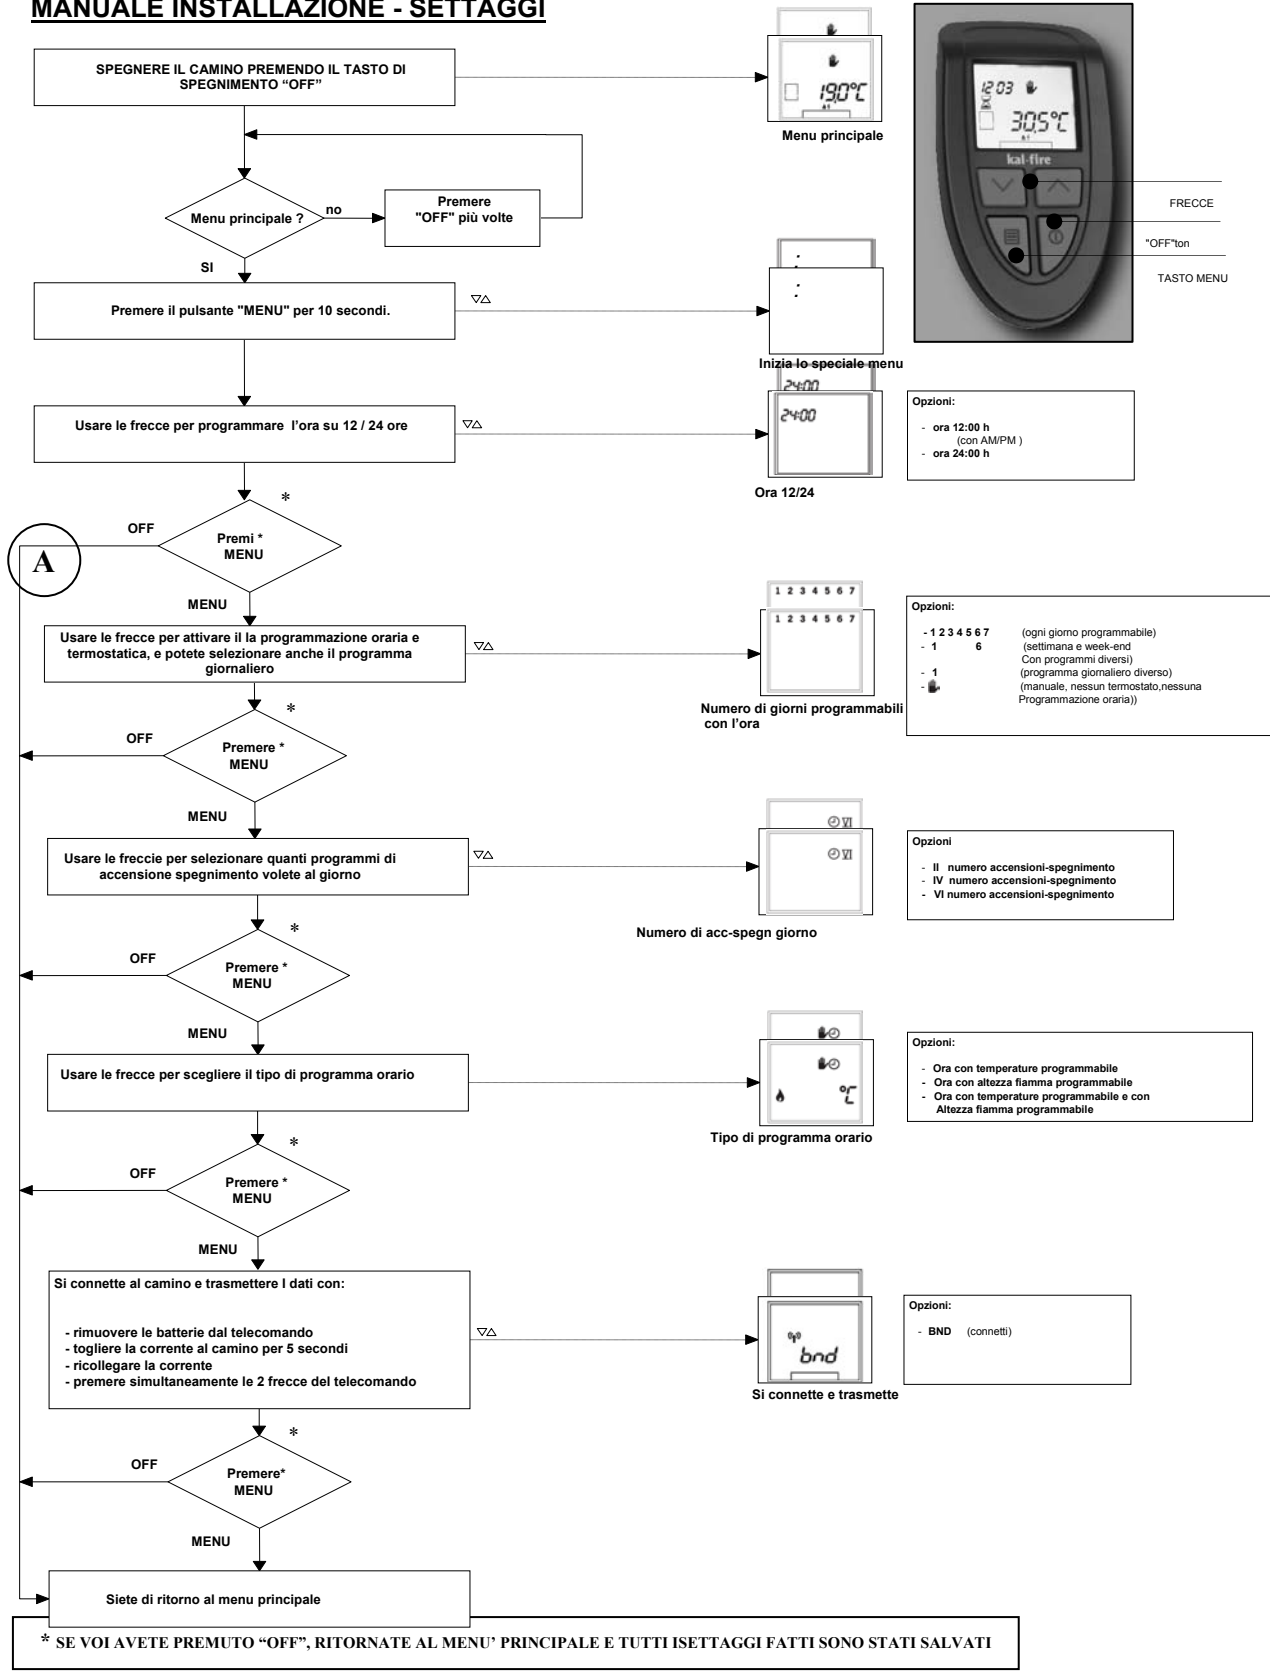 MANUALE INSTALLAZIONE - SETTAGGI
SPEGNERE IL CAMINO PREMENDO IL TASTO DI
SPEGNIMENTO “OFF”
19,0°C
Menu principale
12 03
30,5°C
kal-fire
FRECCE
"OFF"ton
TASTO MENU
Menu principale ?
no
Premere
"OFF" più volte
SI
Premere il pulsante "MENU" per 10 secondi.
▽△
:
:
Inizia lo speciale menu
Usare le frecce per programmare l’ora su 12 / 24 ore
▽△
24:00
24:00
Ora 12/24
Opzioni:
- ora 12:00 h
(con AM/PM )
- ora 24:00 h
*
OFF
Premi *
MENU
A
MENU
Usare le frecce per attivare il la programmazione oraria e
termostatica, e potete selezionare anche il programma
giornaliero
▽△
1 2 3 4 5 6 7
1 2 3 4 5 6 7
Numero di giorni programmabili
con l’ora
Opzioni:
- 1 2 3 4 5 6 7 (ogni giorno programmabile)
- 1 6 (settimana e week-end
Con programmi diversi)
- 1 (programma giornaliero diverso)
- (manuale, nessun termostato,nessuna
Programmazione oraria))
*
OFF
Premere *
MENU
MENU
Usare le freccie per selezionare quanti programmi di
accensione spegnimento volete al giorno
▽△
VI
VI
Numero di acc-spegn giorno
Opzioni
- II numero accensioni-spegnimento
- IV numero accensioni-spegnimento
- VI numero accensioni-spegnimento
*
OFF
Premere *
MENU
MENU
Usare le frecce per scegliere il tipo di programma orario
°C
Tipo di programma orario
Opzioni:
- Ora con temperature programmabile
- Ora con altezza fiamma programmabile
- Ora con temperature programmabile e con
Altezza fiamma programmabile
*
OFF
Premere *
MENU
MENU
Si connette al camino e trasmettere I dati con:
- rimuovere le batterie dal telecomando
- togliere la corrente al camino per 5 secondi
- ricollegare la corrente
- premere simultaneamente le 2 frecce del telecomando
▽△
bnd
Si connette e trasmette
Opzioni:
- BND (connetti)
*
OFF
Premere*
MENU
MENU
Siete di ritorno al menu principale
* SE VOI AVETE PREMUTO “OFF”, RITORNATE AL MENU’ PRINCIPALE E TUTTI ISETTAGGI FATTI SONO STATI SALVATI